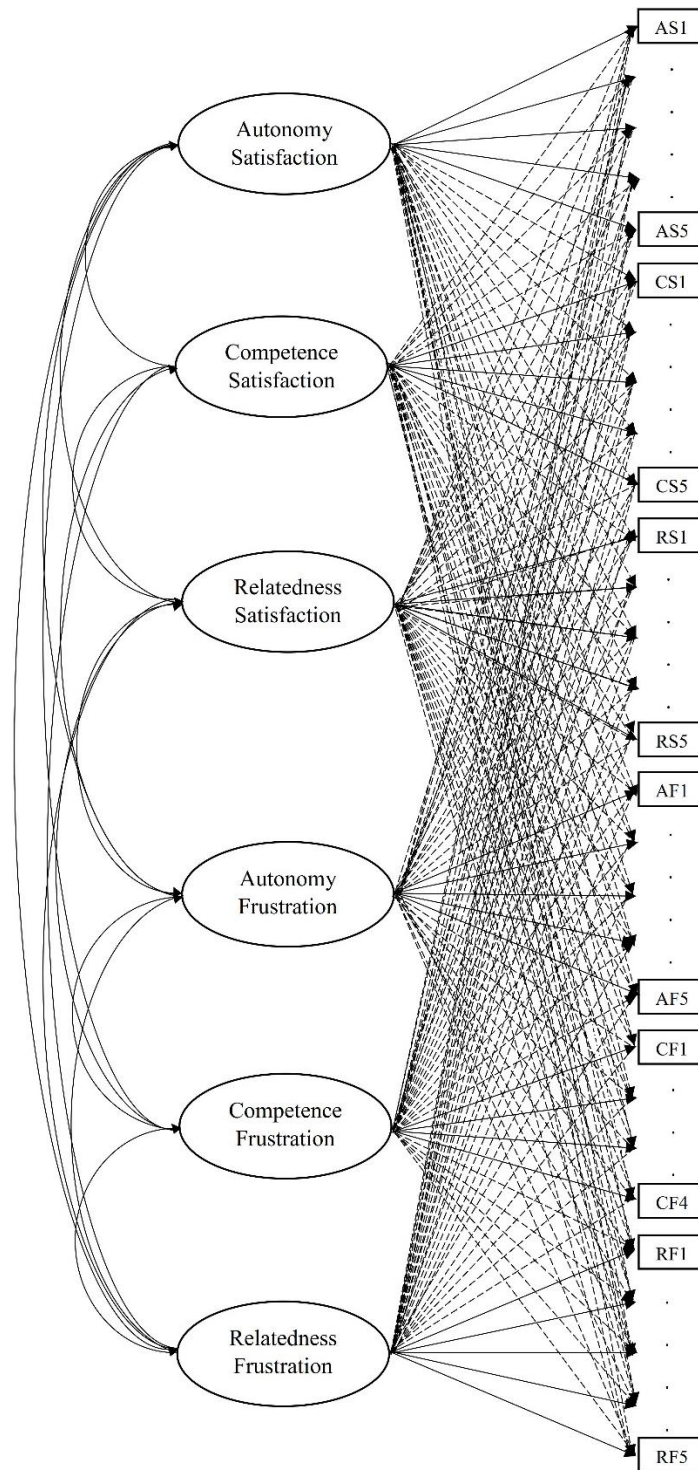 AS1
Autonomy
Satisfaction
AS5
CS1
Competence
Satisfaction
CS5
RS1
Relatedness
Satisfaction
RS5
AF1
Autonomy
Frustration
AF5
CF1
Competence
Frustration
CF4
RF1
Relatedness
Frustration
RF5